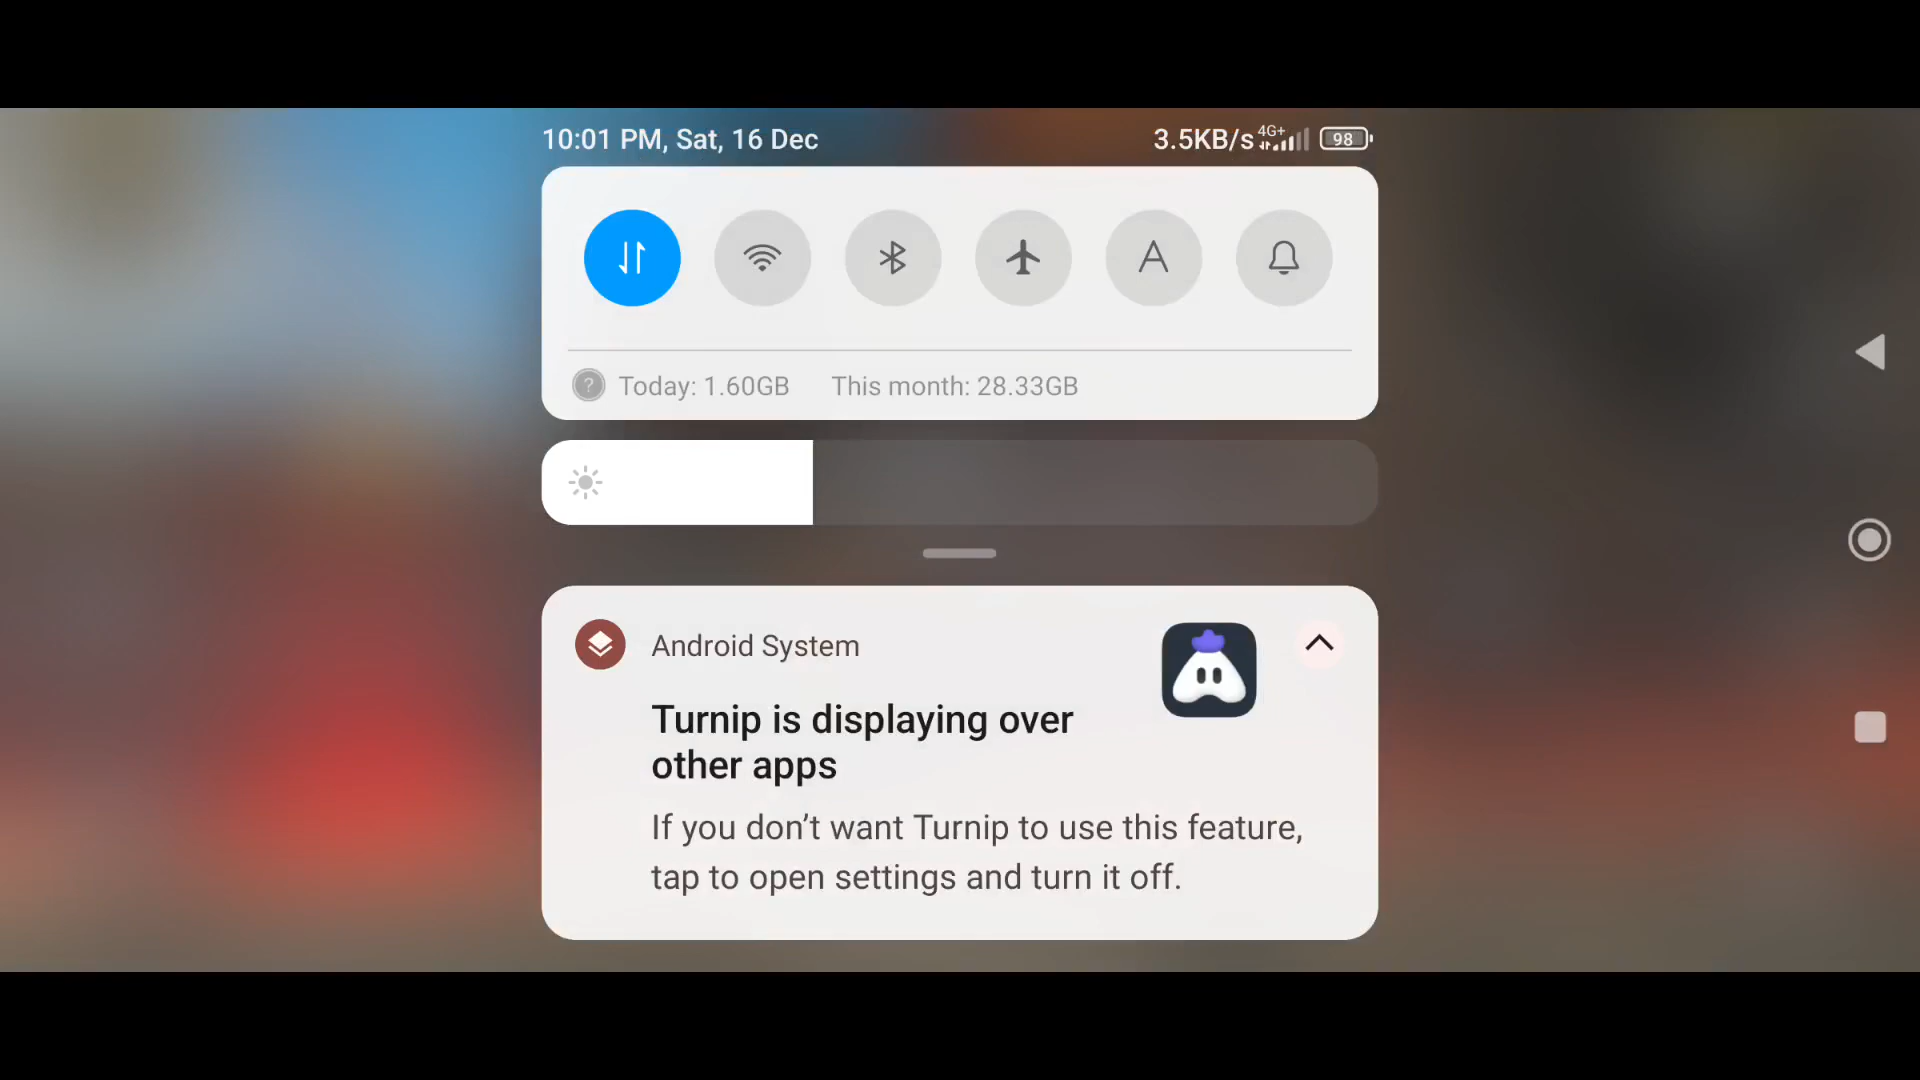 10:01 PM, Sat, 16 Dec 3.5KB/s 4G+ 98
A
? Today: 1.60GB This month: 28.33GB
Android System
Turnip is displaying over
other apps
If you don’t want Turnip to use this feature,
tap to open settings and turn it off.